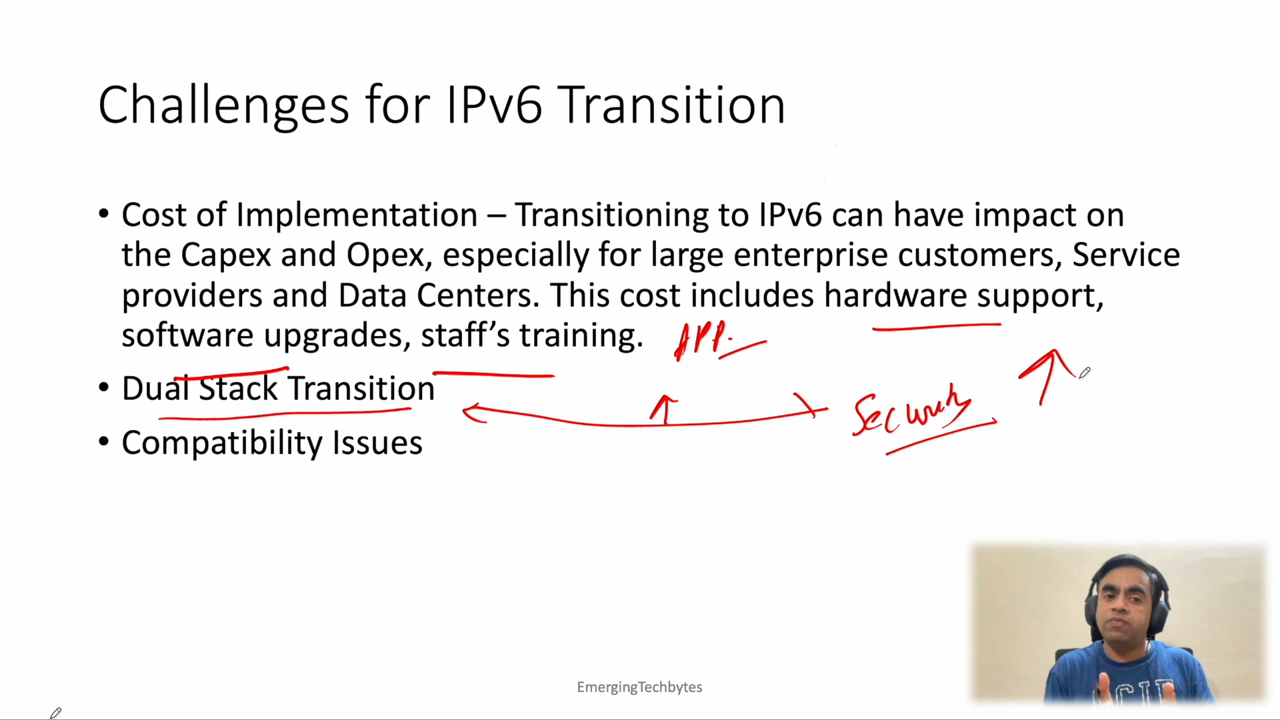 Challenges for IPv6 Transition
• Cost of Implementation – Transitioning to IPv6 can have impact on
the Capex and Opex, especially for large enterprise customers, Service
providers and Data Centers. This cost includes hardware support,
software upgrades, staff’s training.
APP.
• Dual Stack Transition
Security
• Compatibility Issues
EmergingTechbytes